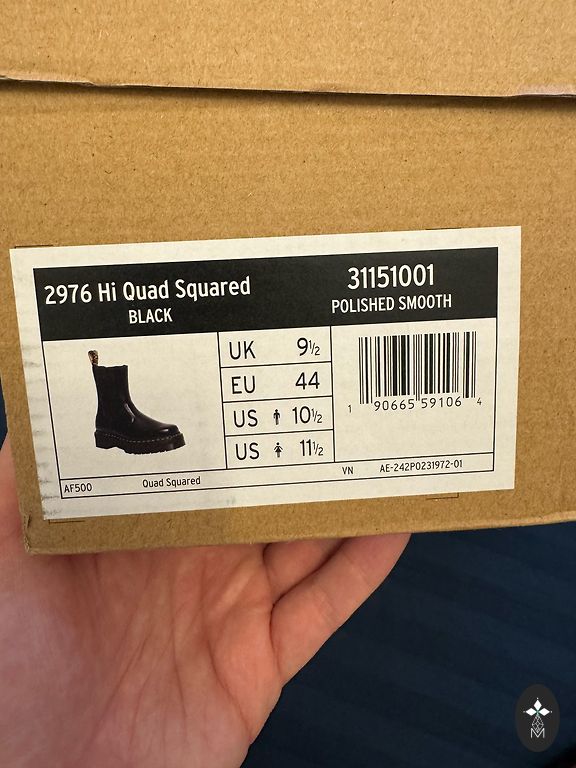 2976 Hi Quad Squared
BLACK
31151001
POLISHED SMOOTH
UK 9½
EU 44
US 10½
US 11½
1 90665 59106 4
AF500 Quad Squared VN AE-242P0231972-01
M